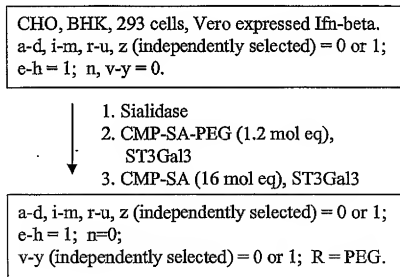 CHO, BHK, 293 cells, Vero expressed Ifn-beta.
a-d, i-m, r-u, z (independently selected) = 0 or 1;
e-h = 1; n, v-y = 0.
1. Sialidase
2. CMP-SA-PEG (1.2 mol eq),
ST3Gal3
3. CMP-SA (16 mol eq), ST3Gal3
a-d, i-m, r-u, z (independently selected) = 0 or 1;
e-h = 1; n=0;
v-y (independently selected) = 0 or 1; R = PEG.